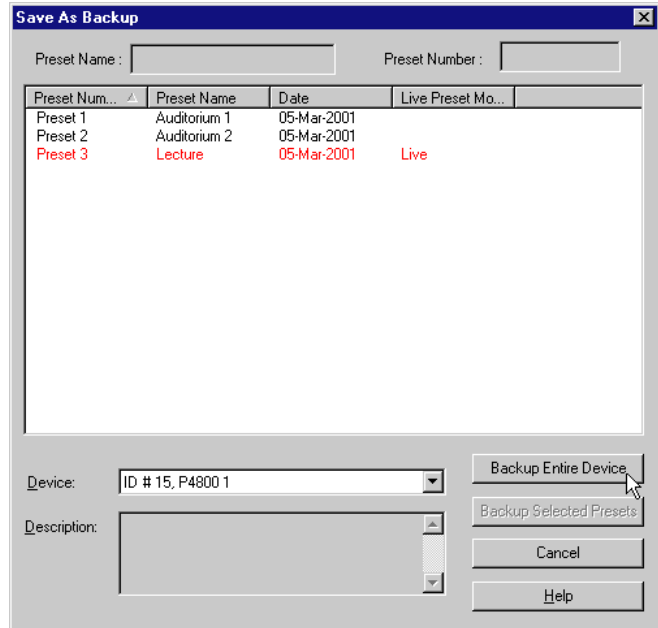 Save As Backup
Preset Name : Preset Number :
Preset Num... Preset Name Date Live Preset Mo...
Preset 1 Auditorium 1 05-Mar-2001
Preset 2 Auditorium 2 05-Mar-2001
Preset 3 Lecture 05-Mar-2001 Live
Backup Entire Device
Device: ID # 15, P4800 1
Backup Selected Presets
Description:
Cancel
Help